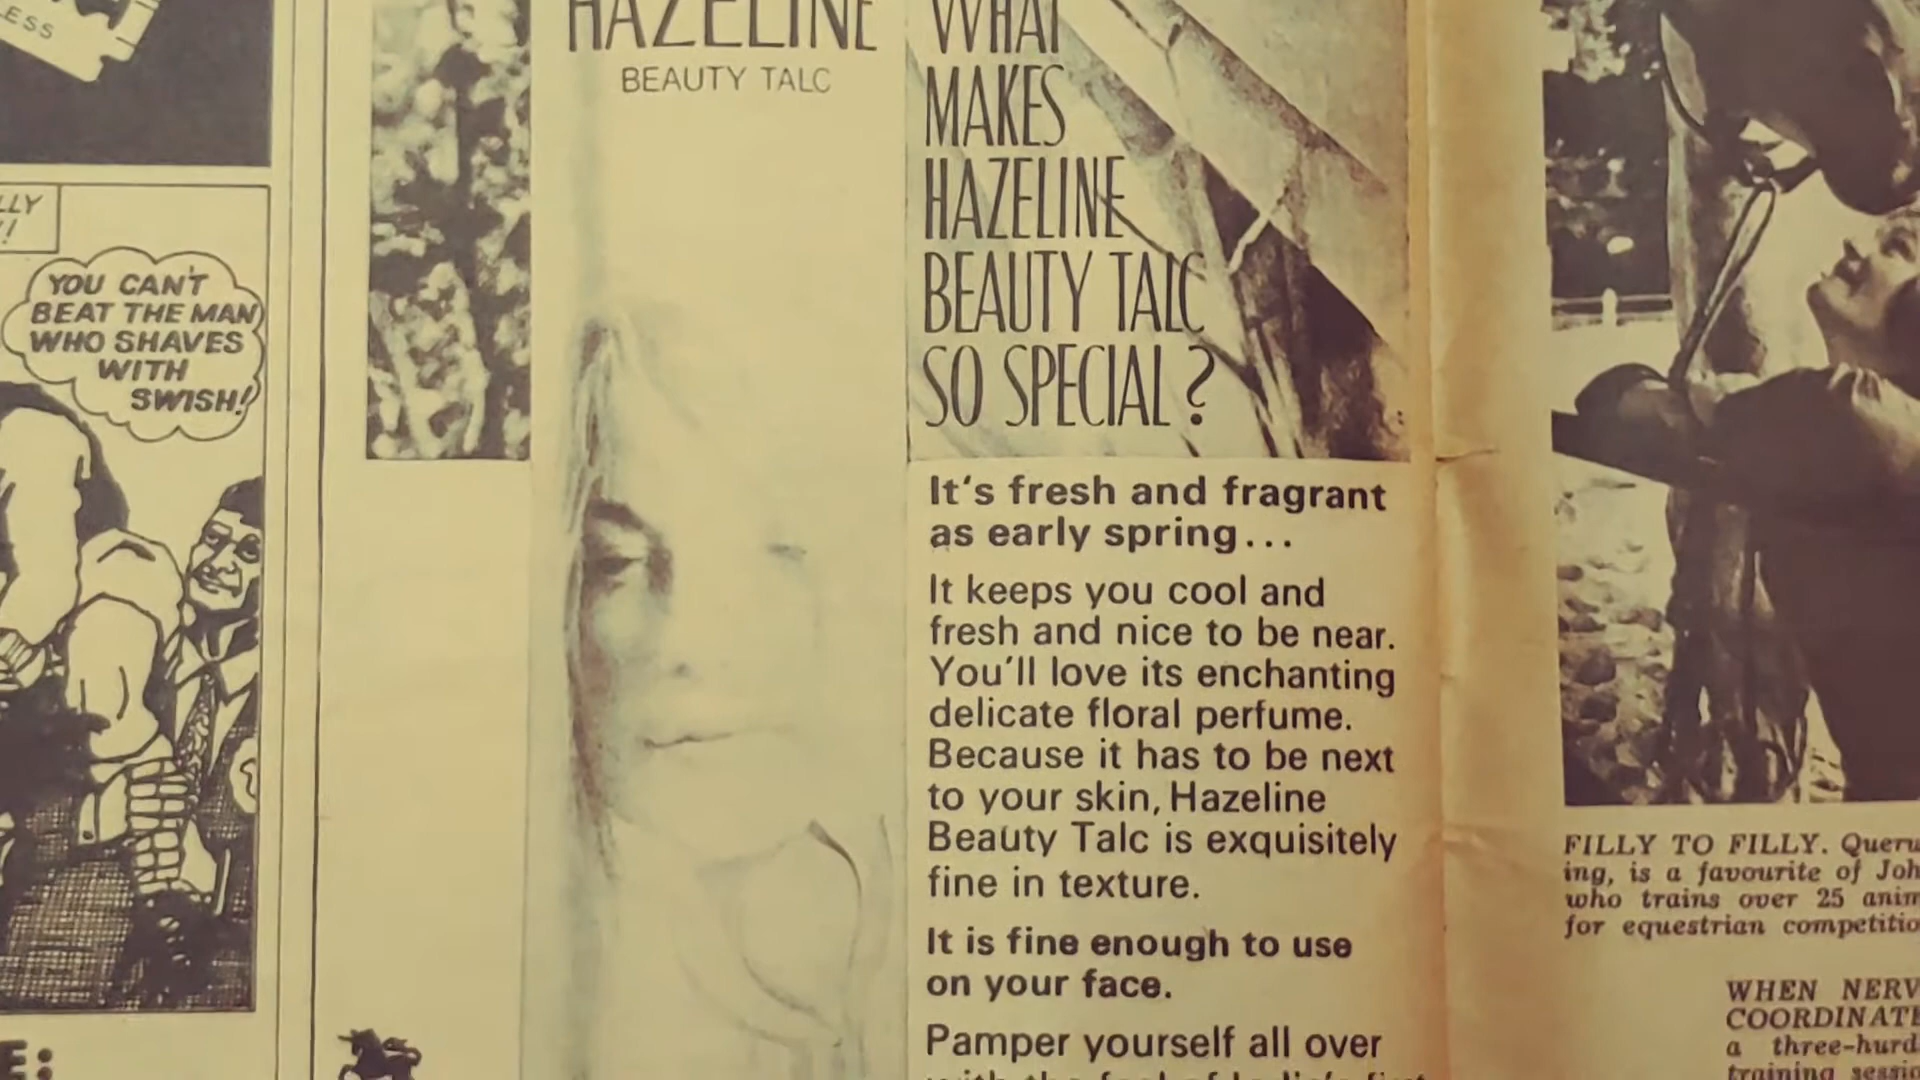 ESS
LLY
!
YOU CAN'T
BEAT THE MAN
WHO SHAVES
WITH
SWISH!
E:
HAZELINE
BEAUTY TALC
WHAT
MAKES
HAZELINE
BEAUTY TALC
SO SPECIAL?
It's fresh and fragrant
as early spring...
It keeps you cool and
fresh and nice to be near.
You'll love its enchanting
delicate floral perfume.
Because it has to be next
to your skin, Hazeline
Beauty Talc is exquisitely
fine in texture.
It is fine enough to use
on your face.
Pamper yourself all over
FILLY TO FILLY. Queru
ing, is a favourite of Joh
who trains over 25 anim
for equestrian competitio
WHEN NERV
COORDINATE
a three-hurd
training sessio